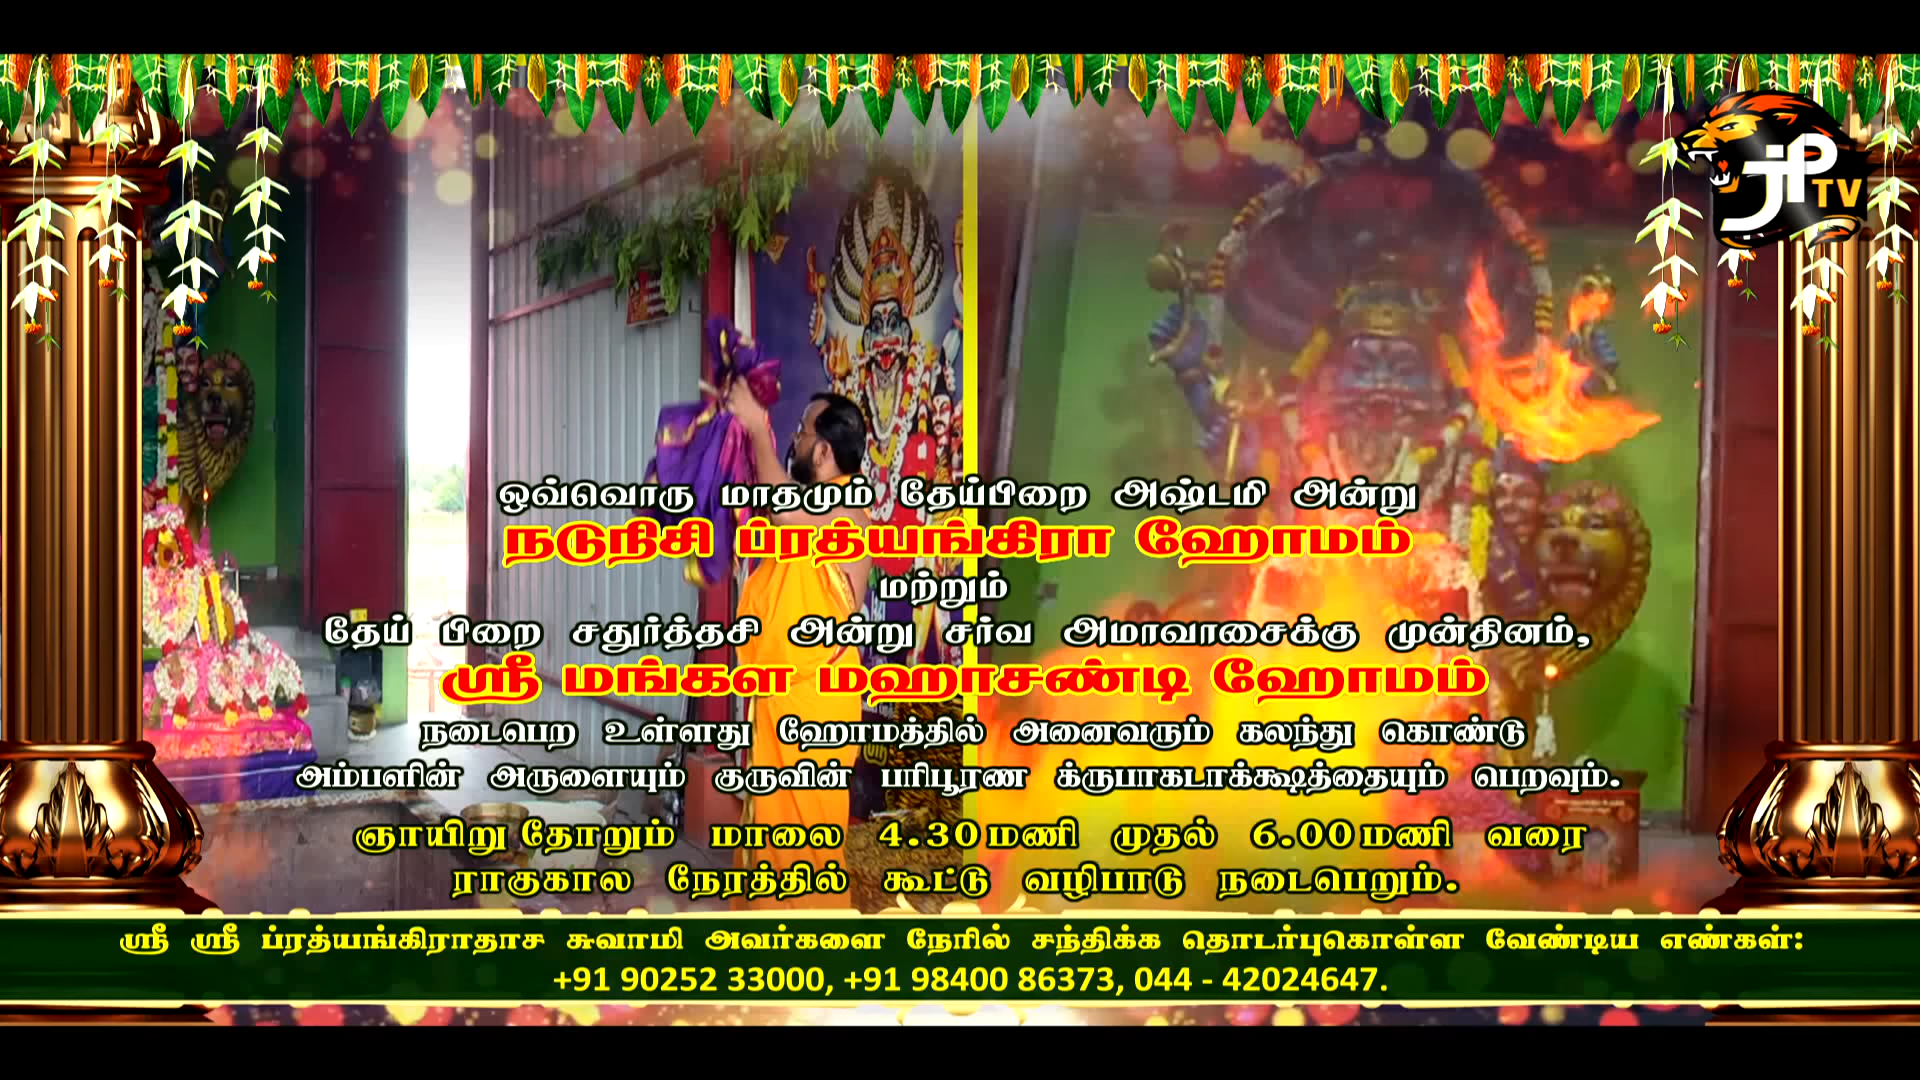 JP TV
ஒவ்வொரு மாதமும் தேய்பிறை அஷ்டமி அன்று
நடுநிசி ப்ரத்யங்கிரா ஹோமம்
மற்றும்
தேய் பிறை சதுர்த்தசி அன்று சர்வ அமாவாசைக்கு முன்தினம்,
ஸ்ரீ மங்கள மஹாசண்டி ஹோமம்
நடைபெற உள்ளது ஹோமத்தில் அனைவரும் கலந்து கொண்டு
அம்பளின் அருளையும் குருவின் பரிபூரண க்ருபாகடாக்க்ஷத்தையும் பெறவும்.
ஞாயிறு தோறும் மாலை 4.30மணி முதல் 6.00மணி வரை
ராகுகால நேரத்தில் கூட்டு வழிபாடு நடைபெறும்.
ஸ்ரீ ஸ்ரீ ப்ரத்யங்கிராதாச சுவாமி அவர்களை நேரில் சந்திக்க தொடர்புகொள்ள வேண்டிய எண்கள்:
+91 90252 33000, +91 98400 86373, 044 - 42024647.